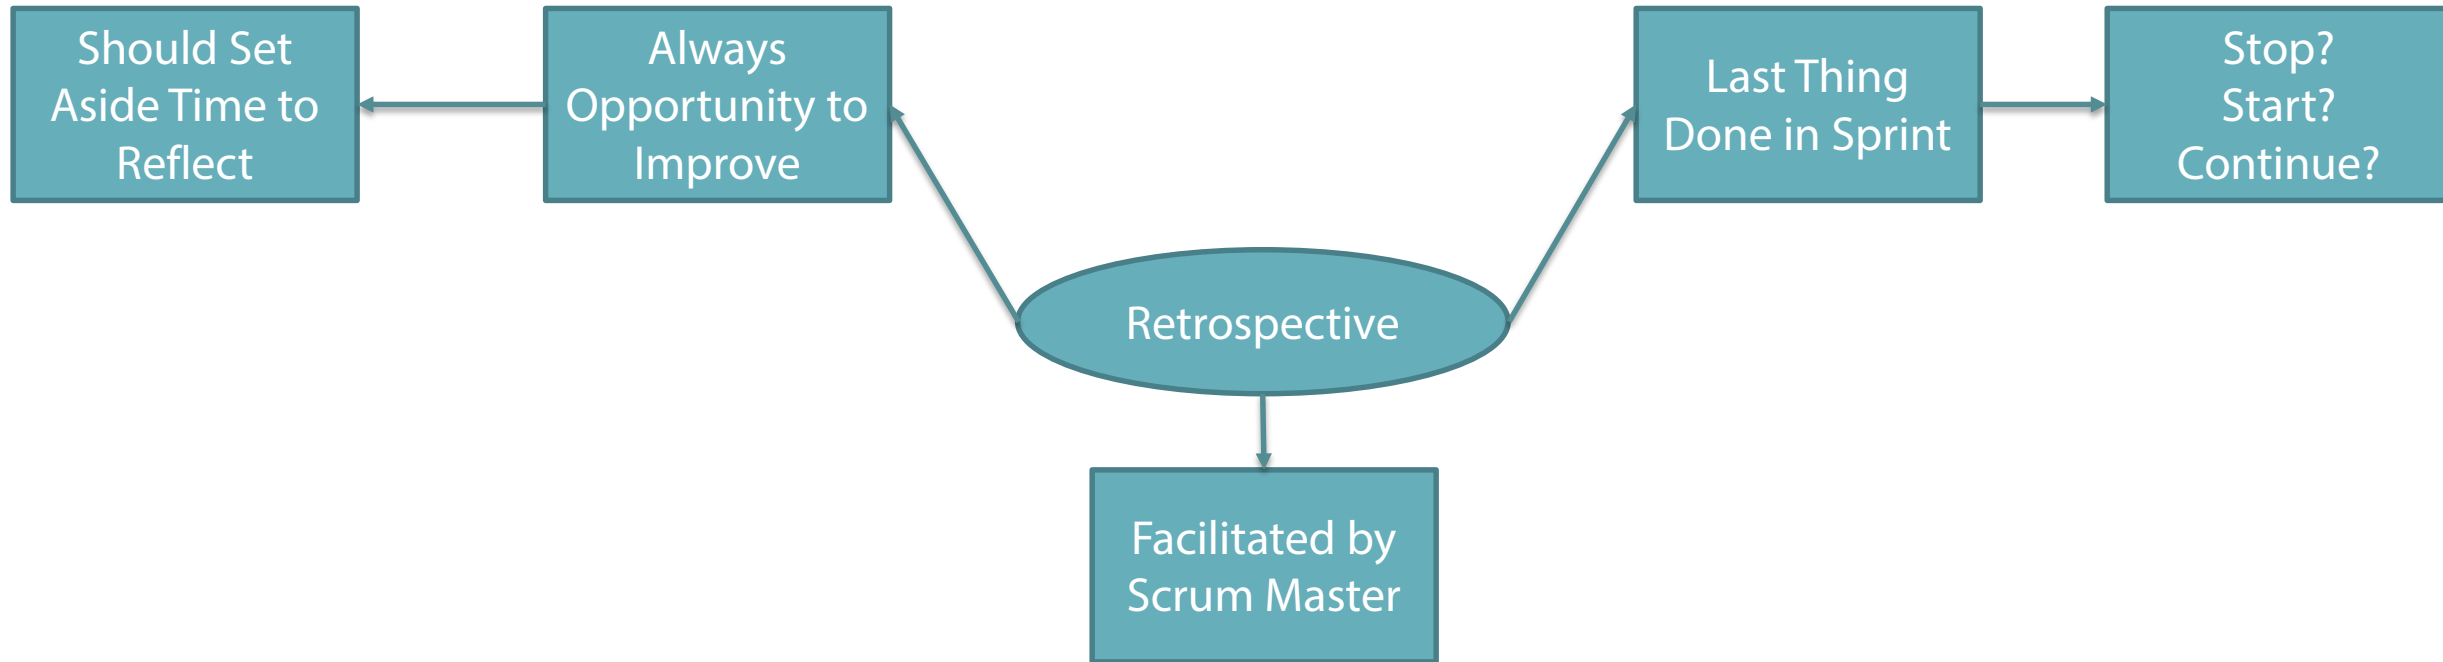 Should Set
Aside Time to
Reflect
Always
Opportunity to
Improve
Last Thing
Done in Sprint
Stop?
Start?
Continue?
Retrospective
Facilitated by
Scrum Master